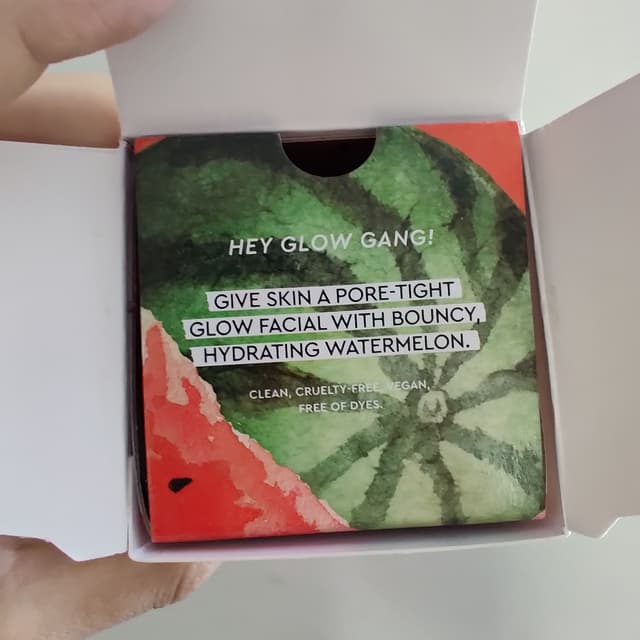 HEY GLOW GANG!
GIVE SKIN A PORE-TIGHT
GLOW FACIAL WITH BOUNCY,
HYDRATING WATERMELON.
CLEAN, CRUELTY-FREE, VEGAN,
FREE OF DYES.